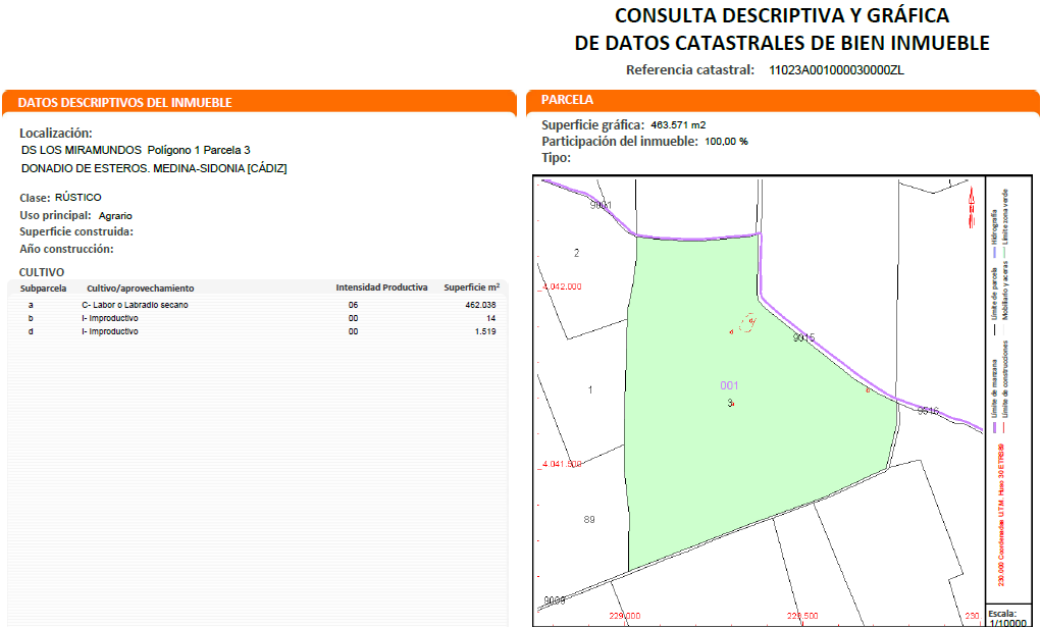 CONSULTA DESCRIPTIVA Y GRÁFICA
DE DATOS CATASTRALES DE BIEN INMUEBLE
Referencia catastral: 11023A001000030000ZL
DATOS DESCRIPTIVOS DEL INMUEBLE
Localización:
DS LOS MIRAMUNDOS Polígono 1 Parcela 3
DONADIO DE ESTEROS. MEDINA-SIDONIA [CÁDIZ]
Clase: RÚSTICO
Uso principal: Agrario
Superficie construida:
Año construcción:
CULTIVO
Subparcela Cultivo/aprovechamiento Intensidad Productiva Superficie m²
a C- Labor o Labradío secano 06 462.038
b I- Improductivo 00 14
d I- Improductivo 00 1.519
PARCELA
Superficie gráfica: 463.571 m2
Participación del inmueble: 100,00 %
Tipo:
9001
2
4,042.000
9015
1
001
3
9016
4,041.500
89
9003
229,000
229,500
230
Límite de manzana Límite de parcela Hidrografía
Límite de construcciones Mobiliario y aceras Límite zona verde
230.000 Coordenadas U.T.M. Huso 30 ETRS89
Escala:
1/10000